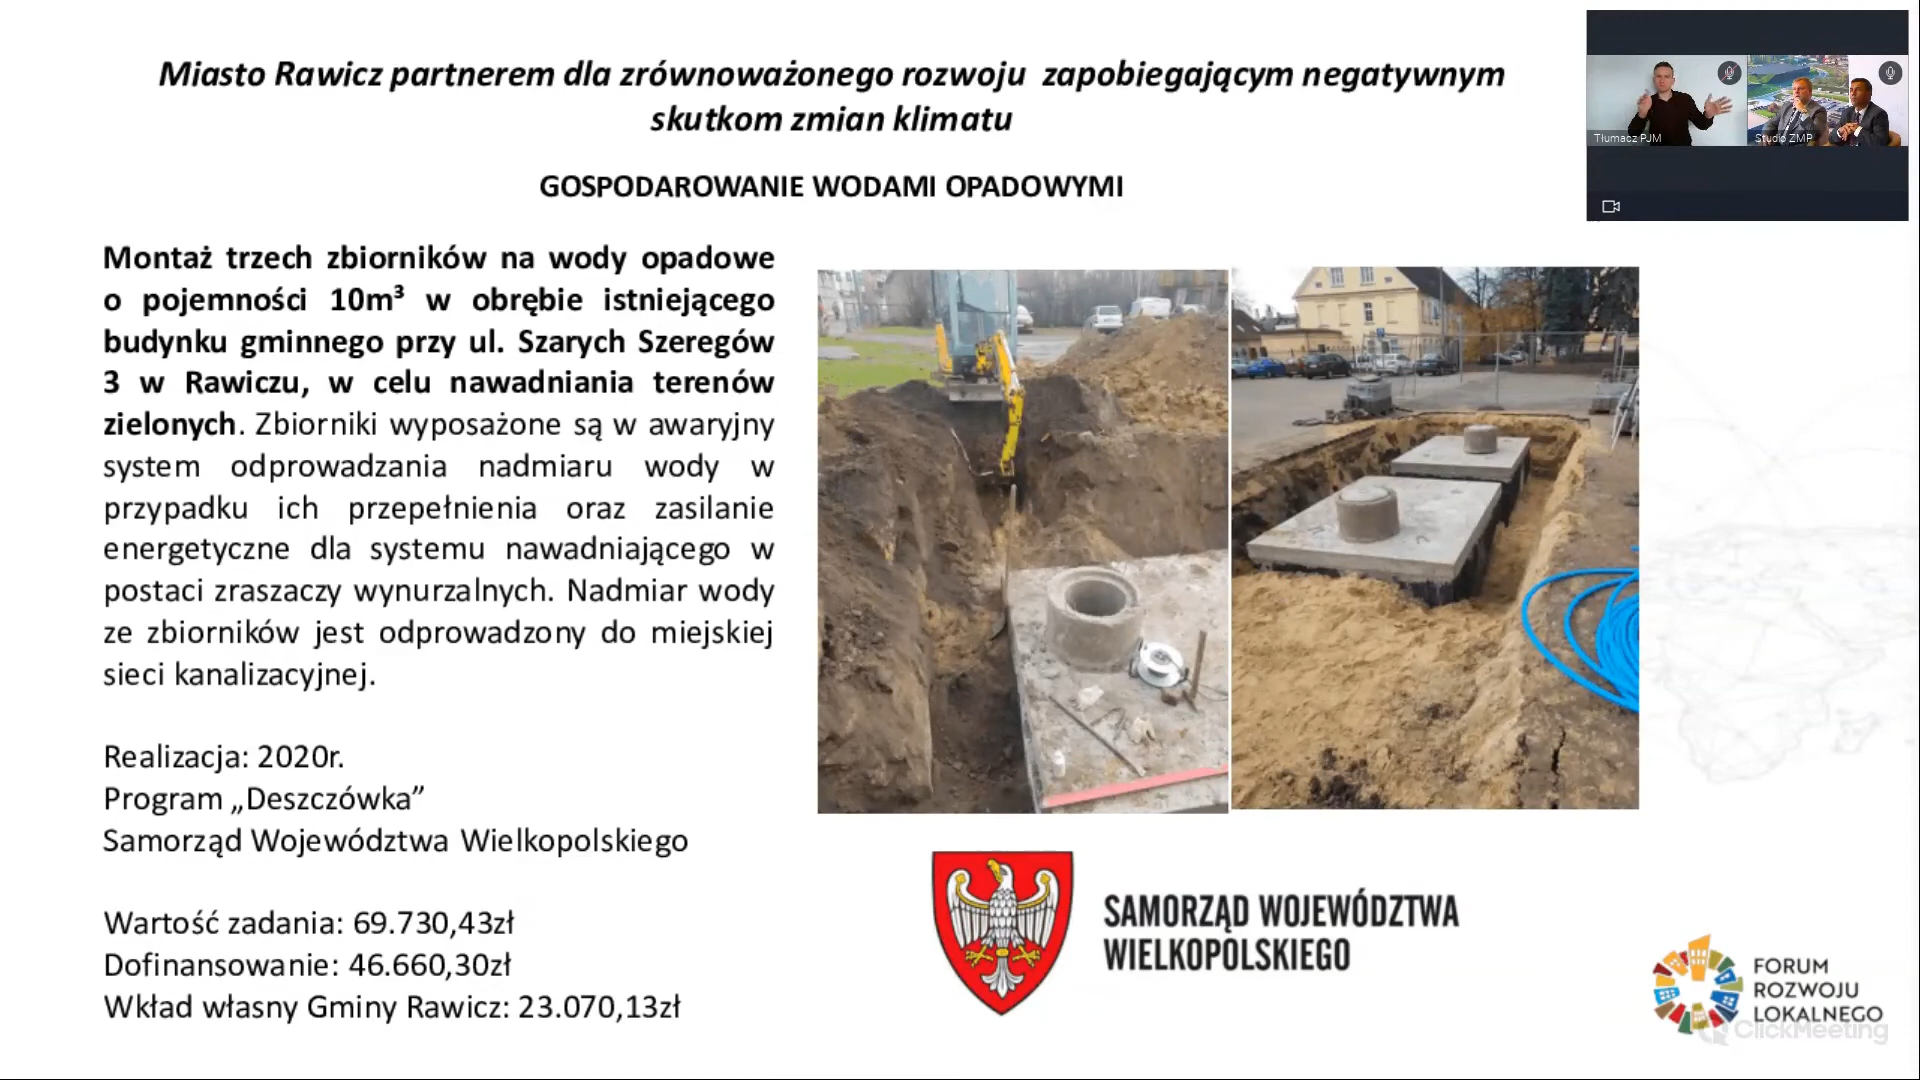 Miasto Rawicz partnerem dla zrównoważonego rozwoju zapobiegającym negatywnym
skutkom zmian klimatu
GOSPODAROWANIE WODAMI OPADOWYMI
Montaż trzech zbiorników na wody opadowe
o pojemności 10m³ w obrębie istniejącego
budynku gminnego przy ul. Szarych Szeregów
3 w Rawiczu, w celu nawadniania terenów
zielonych. Zbiorniki wyposażone są w awaryjny
system odprowadzania nadmiaru wody w
przypadku ich przepełnienia oraz zasilanie
energetyczne dla systemu nawadniającego w
postaci zraszaczy wynurzalnych. Nadmiar wody
ze zbiorników jest odprowadzony do miejskiej
sieci kanalizacyjnej.
Realizacja: 2020r.
Program „Deszczówka”
Samorząd Województwa Wielkopolskiego
Wartość zadania: 69.730,43zł
Dofinansowanie: 46.660,30zł
Wkład własny Gminy Rawicz: 23.070,13zł
Tłumacz PJM
Studio ZMP
SAMORZĄD WOJEWÓDZTWA
WIELKOPOLSKIEGO
FORUM
ROZWOJU
LOKALNEGO
ClickMeeting